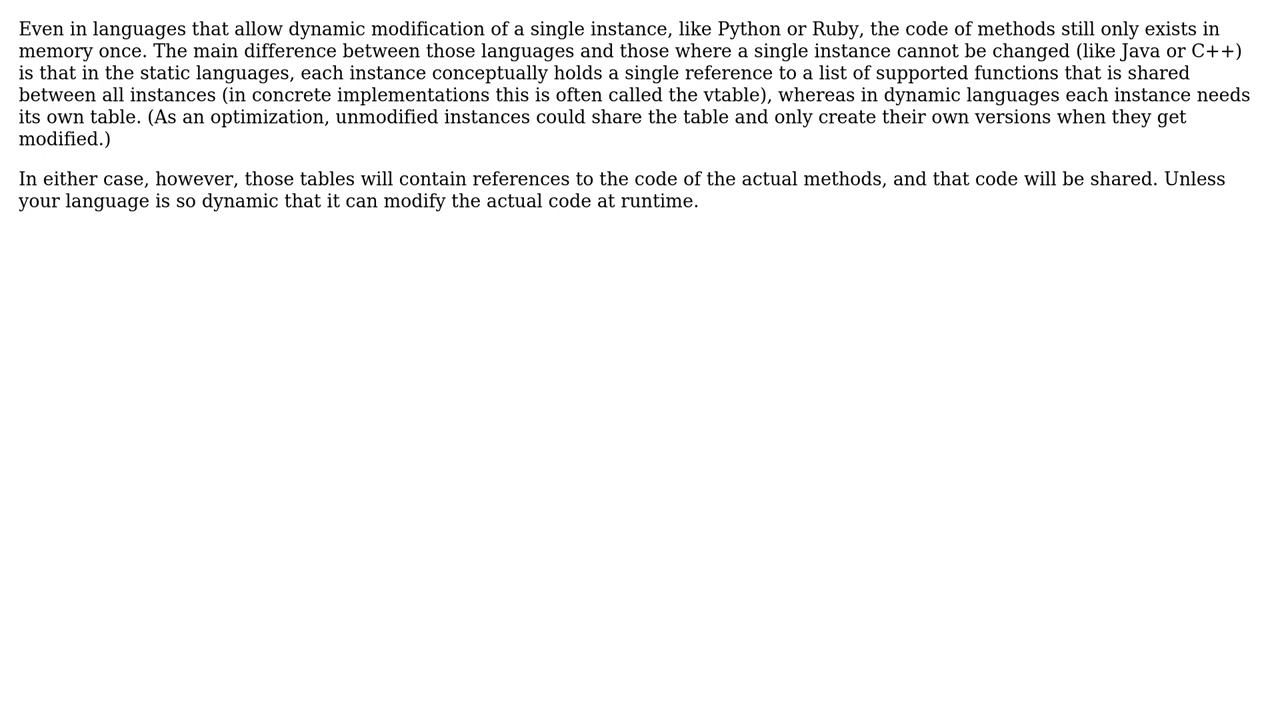 Even in languages that allow dynamic modification of a single instance, like Python or Ruby, the code of methods still only exists in
memory once. The main difference between those languages and those where a single instance cannot be changed (like Java or C++)
is that in the static languages, each instance conceptually holds a single reference to a list of supported functions that is shared
between all instances (in concrete implementations this is often called the vtable), whereas in dynamic languages each instance needs
its own table. (As an optimization, unmodified instances could share the table and only create their own versions when they get
modified.)
In either case, however, those tables will contain references to the code of the actual methods, and that code will be shared. Unless
your language is so dynamic that it can modify the actual code at runtime.